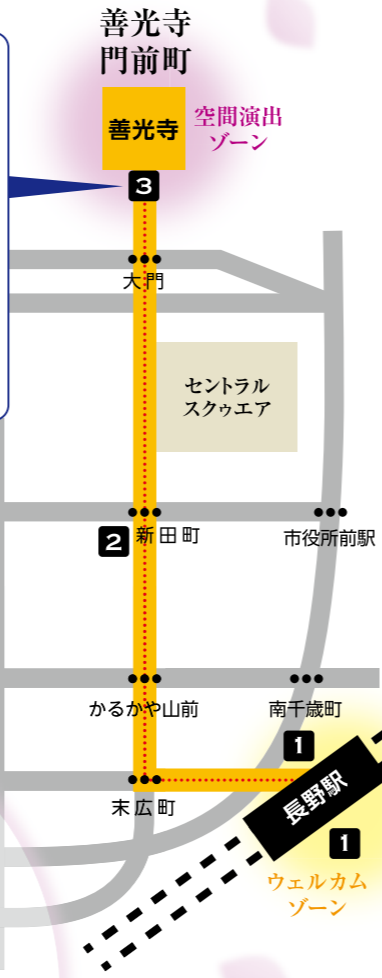 善光寺
門前町
善光寺
空間演出
ゾーン
3
大門
セントラル
スクゥエア
2
新田町
市役所前駅
かるかや山前
南千歳町
1
末広町
長野駅
1
ウェルカム
ゾーン